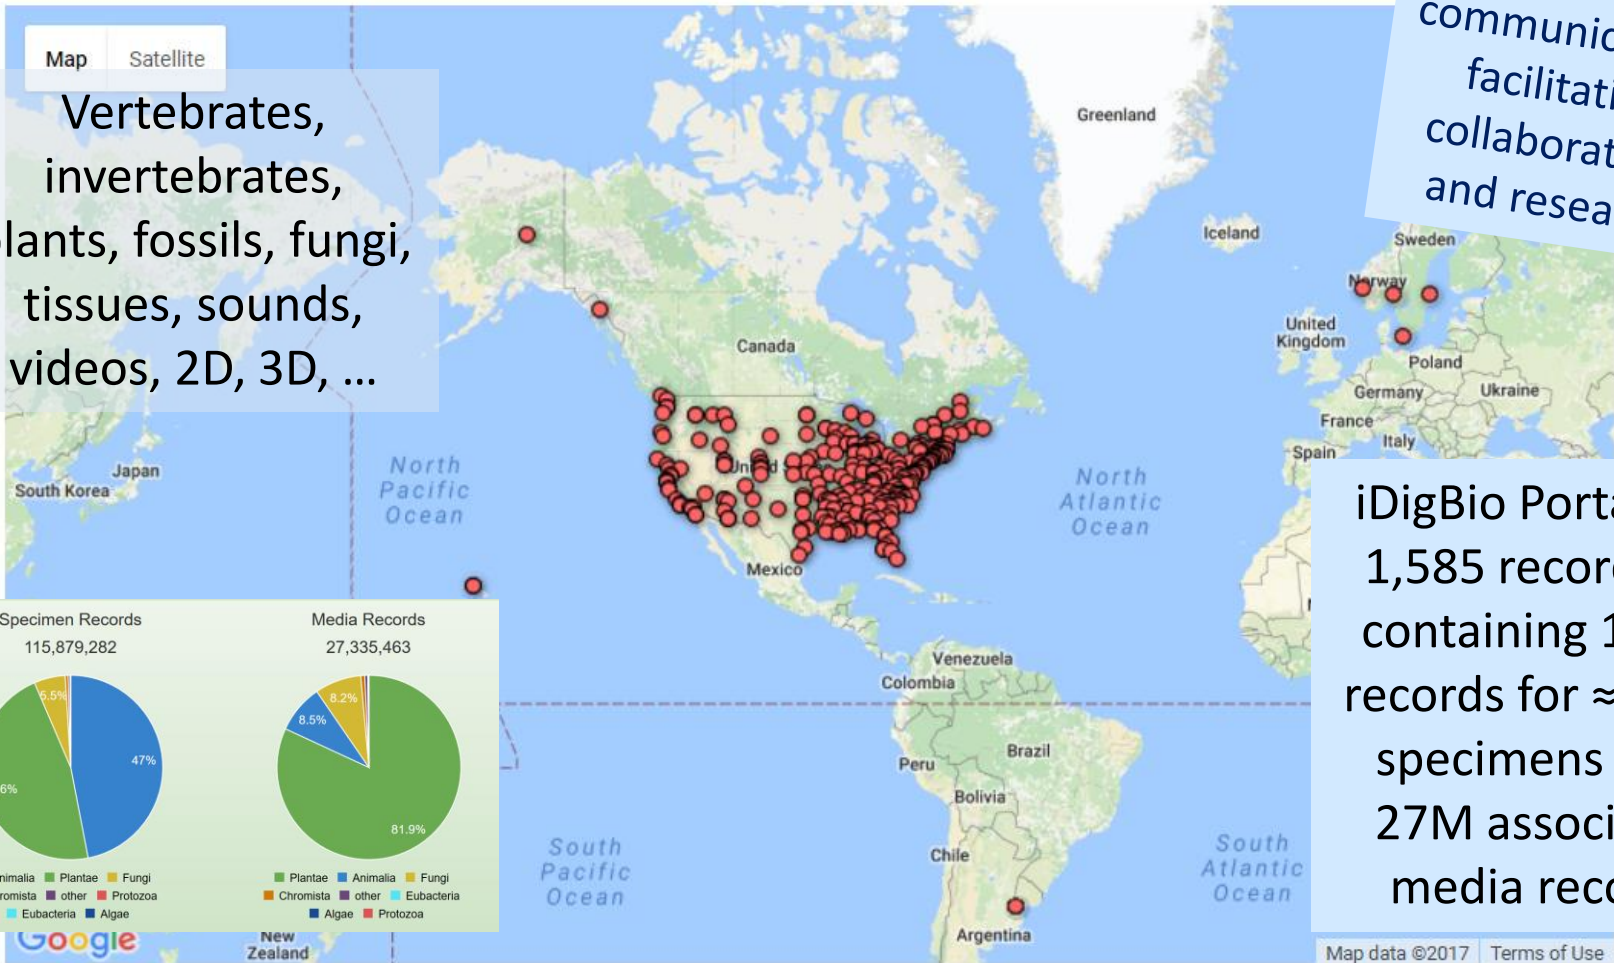 Map Satellite
Vertebrates,
invertebrates,
lants, fossils, fungi,
tissues, sounds,
videos, 2D, 3D, ...
facilitati
collaborat
and resea
Greenland
Iceland
Sweden
Norway
United
Kingdom
Poland
Germany
Ukraine
France
Italy
Spain
Canada
United S
Mexico
Japan
South Korea
North
Pacific
Ocean
North
Atlantic
Ocean
iDigBio Porta
1,585 recor
containing 1
records for ≈
specimens
27M associ
media reco
Specimen Records
115,879,282
5.5%
47%
6%
nimalia Plantae Fungi
romista other Protozoa
Eubacteria Algae
Media Records
27,335,463
8.2%
8.5%
81.9%
Plantae Animalia Fungi
Chromista other Eubacteria
Algae Protozoa
Venezuela
Colombia
Brazil
Peru
Bolivia
Chile
Argentina
South
Pacific
Ocean
South
Atlantic
Ocean
Google
New
Zealand
Map data ©2017 Terms of Use